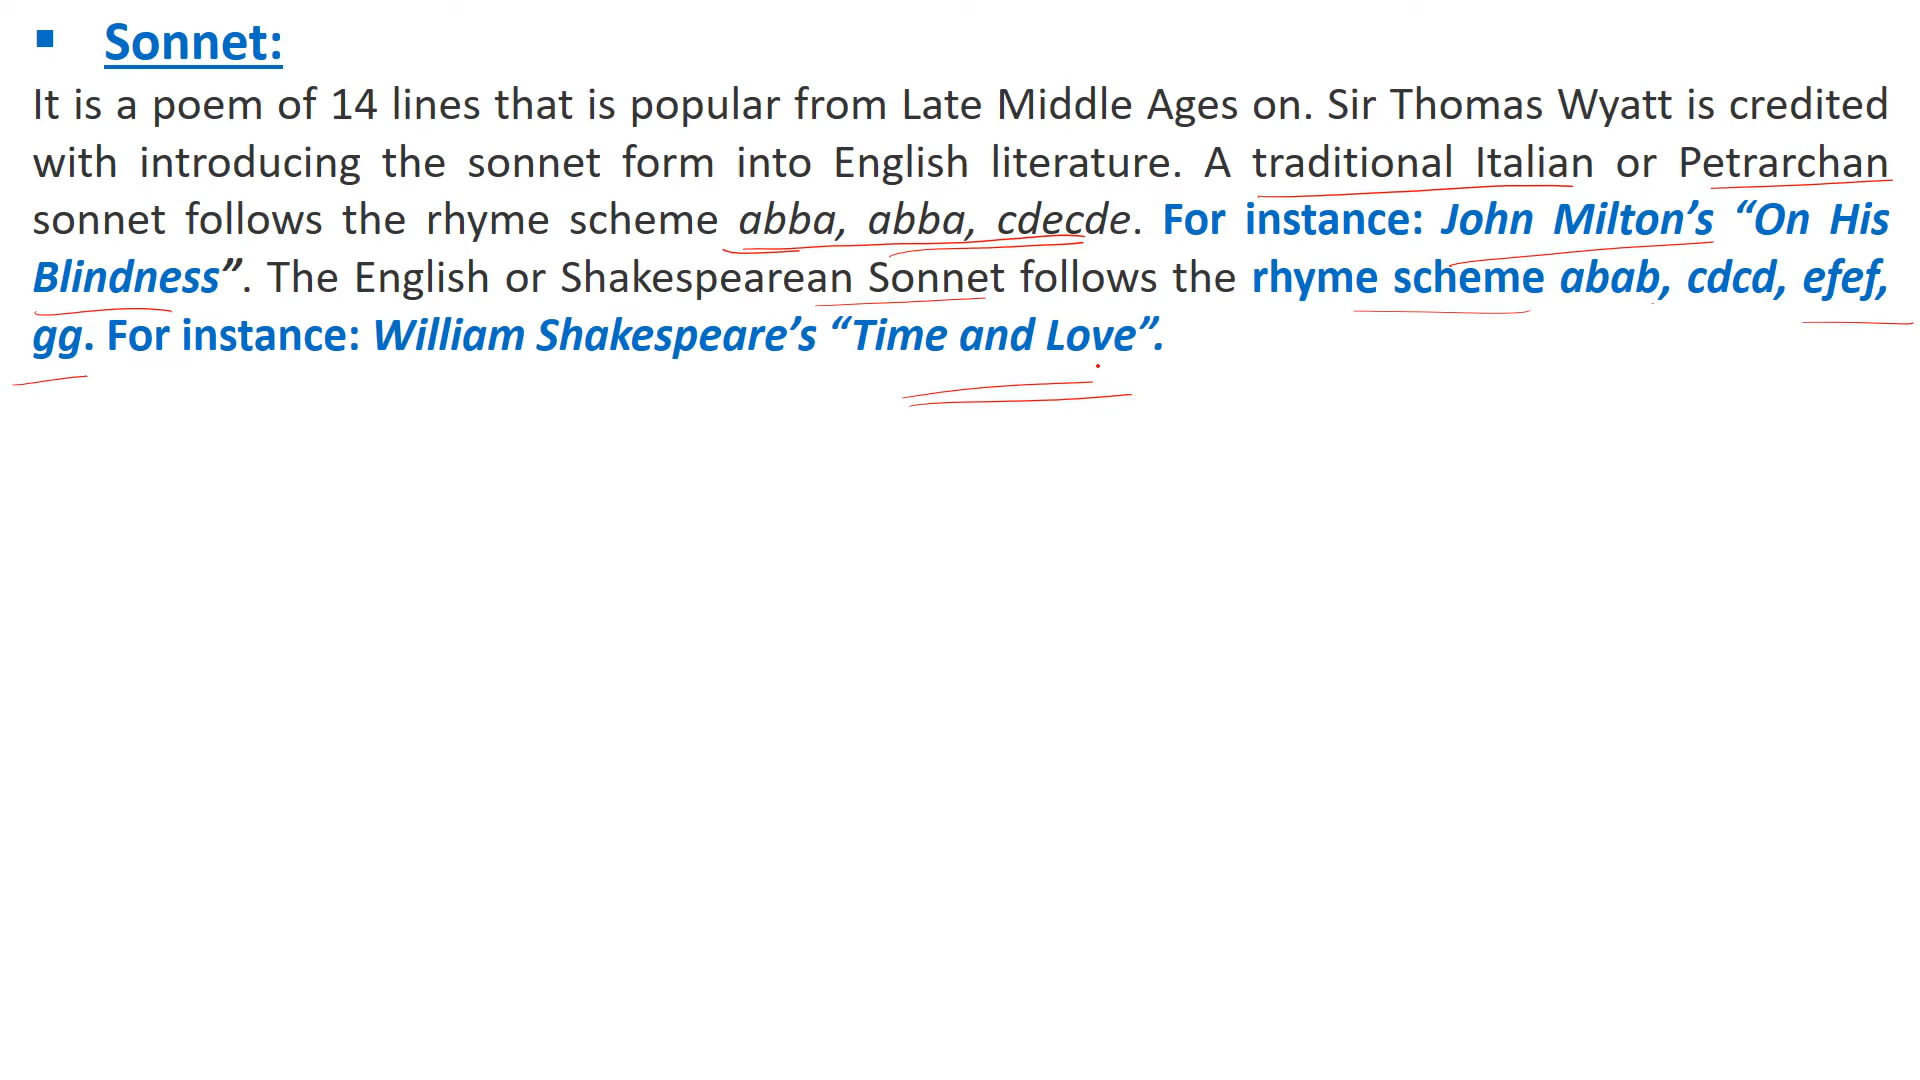 ▪ Sonnet:
It is a poem of 14 lines that is popular from Late Middle Ages on. Sir Thomas Wyatt is credited
with introducing the sonnet form into English literature. A traditional Italian or Petrarchan
sonnet follows the rhyme scheme abba, abba, cdecde. For instance: John Milton’s “On His
Blindness”. The English or Shakespearean Sonnet follows the rhyme scheme abab, cdcd, efef,
gg. For instance: William Shakespeare’s “Time and Love”.